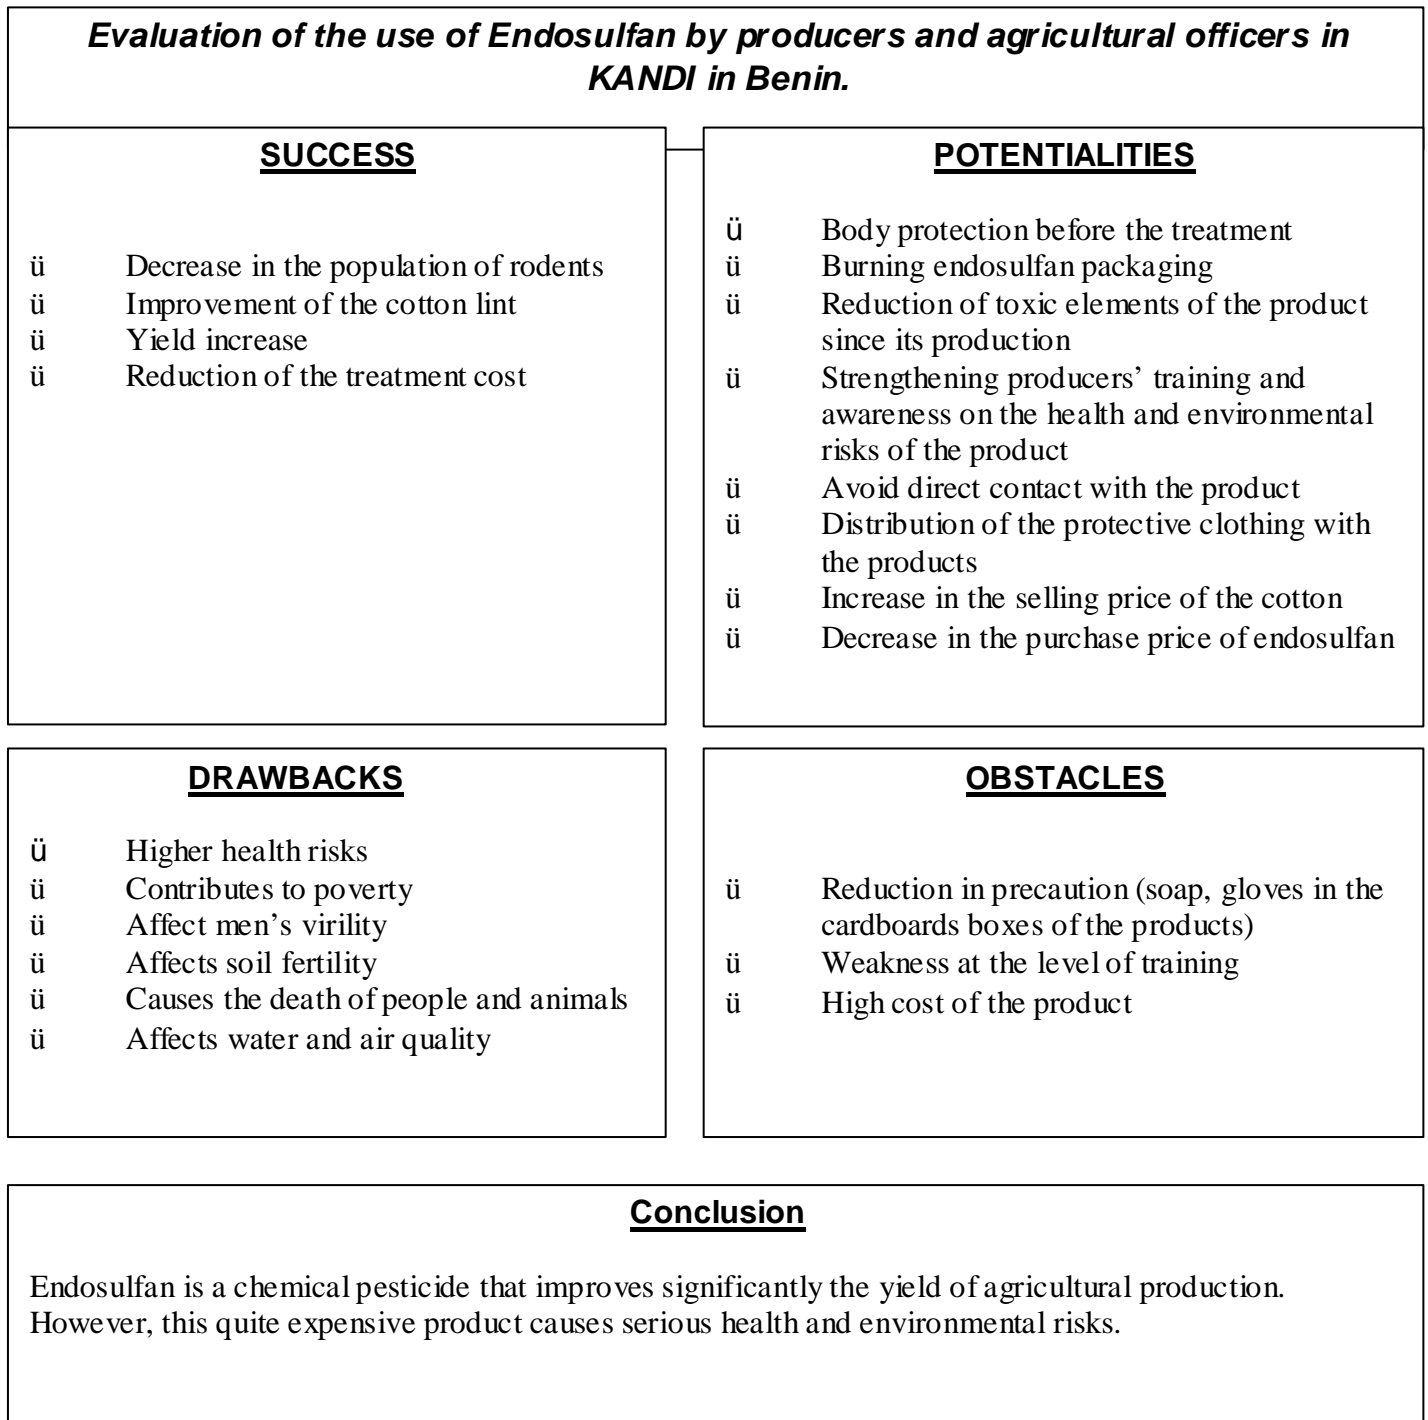 Evaluation of the use of Endosulfan by producers and agricultural officers in
KANDI in Benin.
SUCCESS
ü Decrease in the population of rodents
ü Improvement of the cotton lint
ü Yield increase
ü Reduction of the treatment cost
POTENTIALITIES
ü Body protection before the treatment
ü Burning endosulfan packaging
ü Reduction of toxic elements of the product
since its production
ü Strengthening producers’ training and
awareness on the health and environmental
risks of the product
ü Avoid direct contact with the product
ü Distribution of the protective clothing with
the products
ü Increase in the selling price of the cotton
ü Decrease in the purchase price of endosulfan
DRAWBACKS
ü Higher health risks
ü Contributes to poverty
ü Affect men’s virility
ü Affects soil fertility
ü Causes the death of people and animals
ü Affects water and air quality
OBSTACLES
ü Reduction in precaution (soap, gloves in the
cardboards boxes of the products)
ü Weakness at the level of training
ü High cost of the product
Conclusion
Endosulfan is a chemical pesticide that improves significantly the yield of agricultural production.
However, this quite expensive product causes serious health and environmental risks.